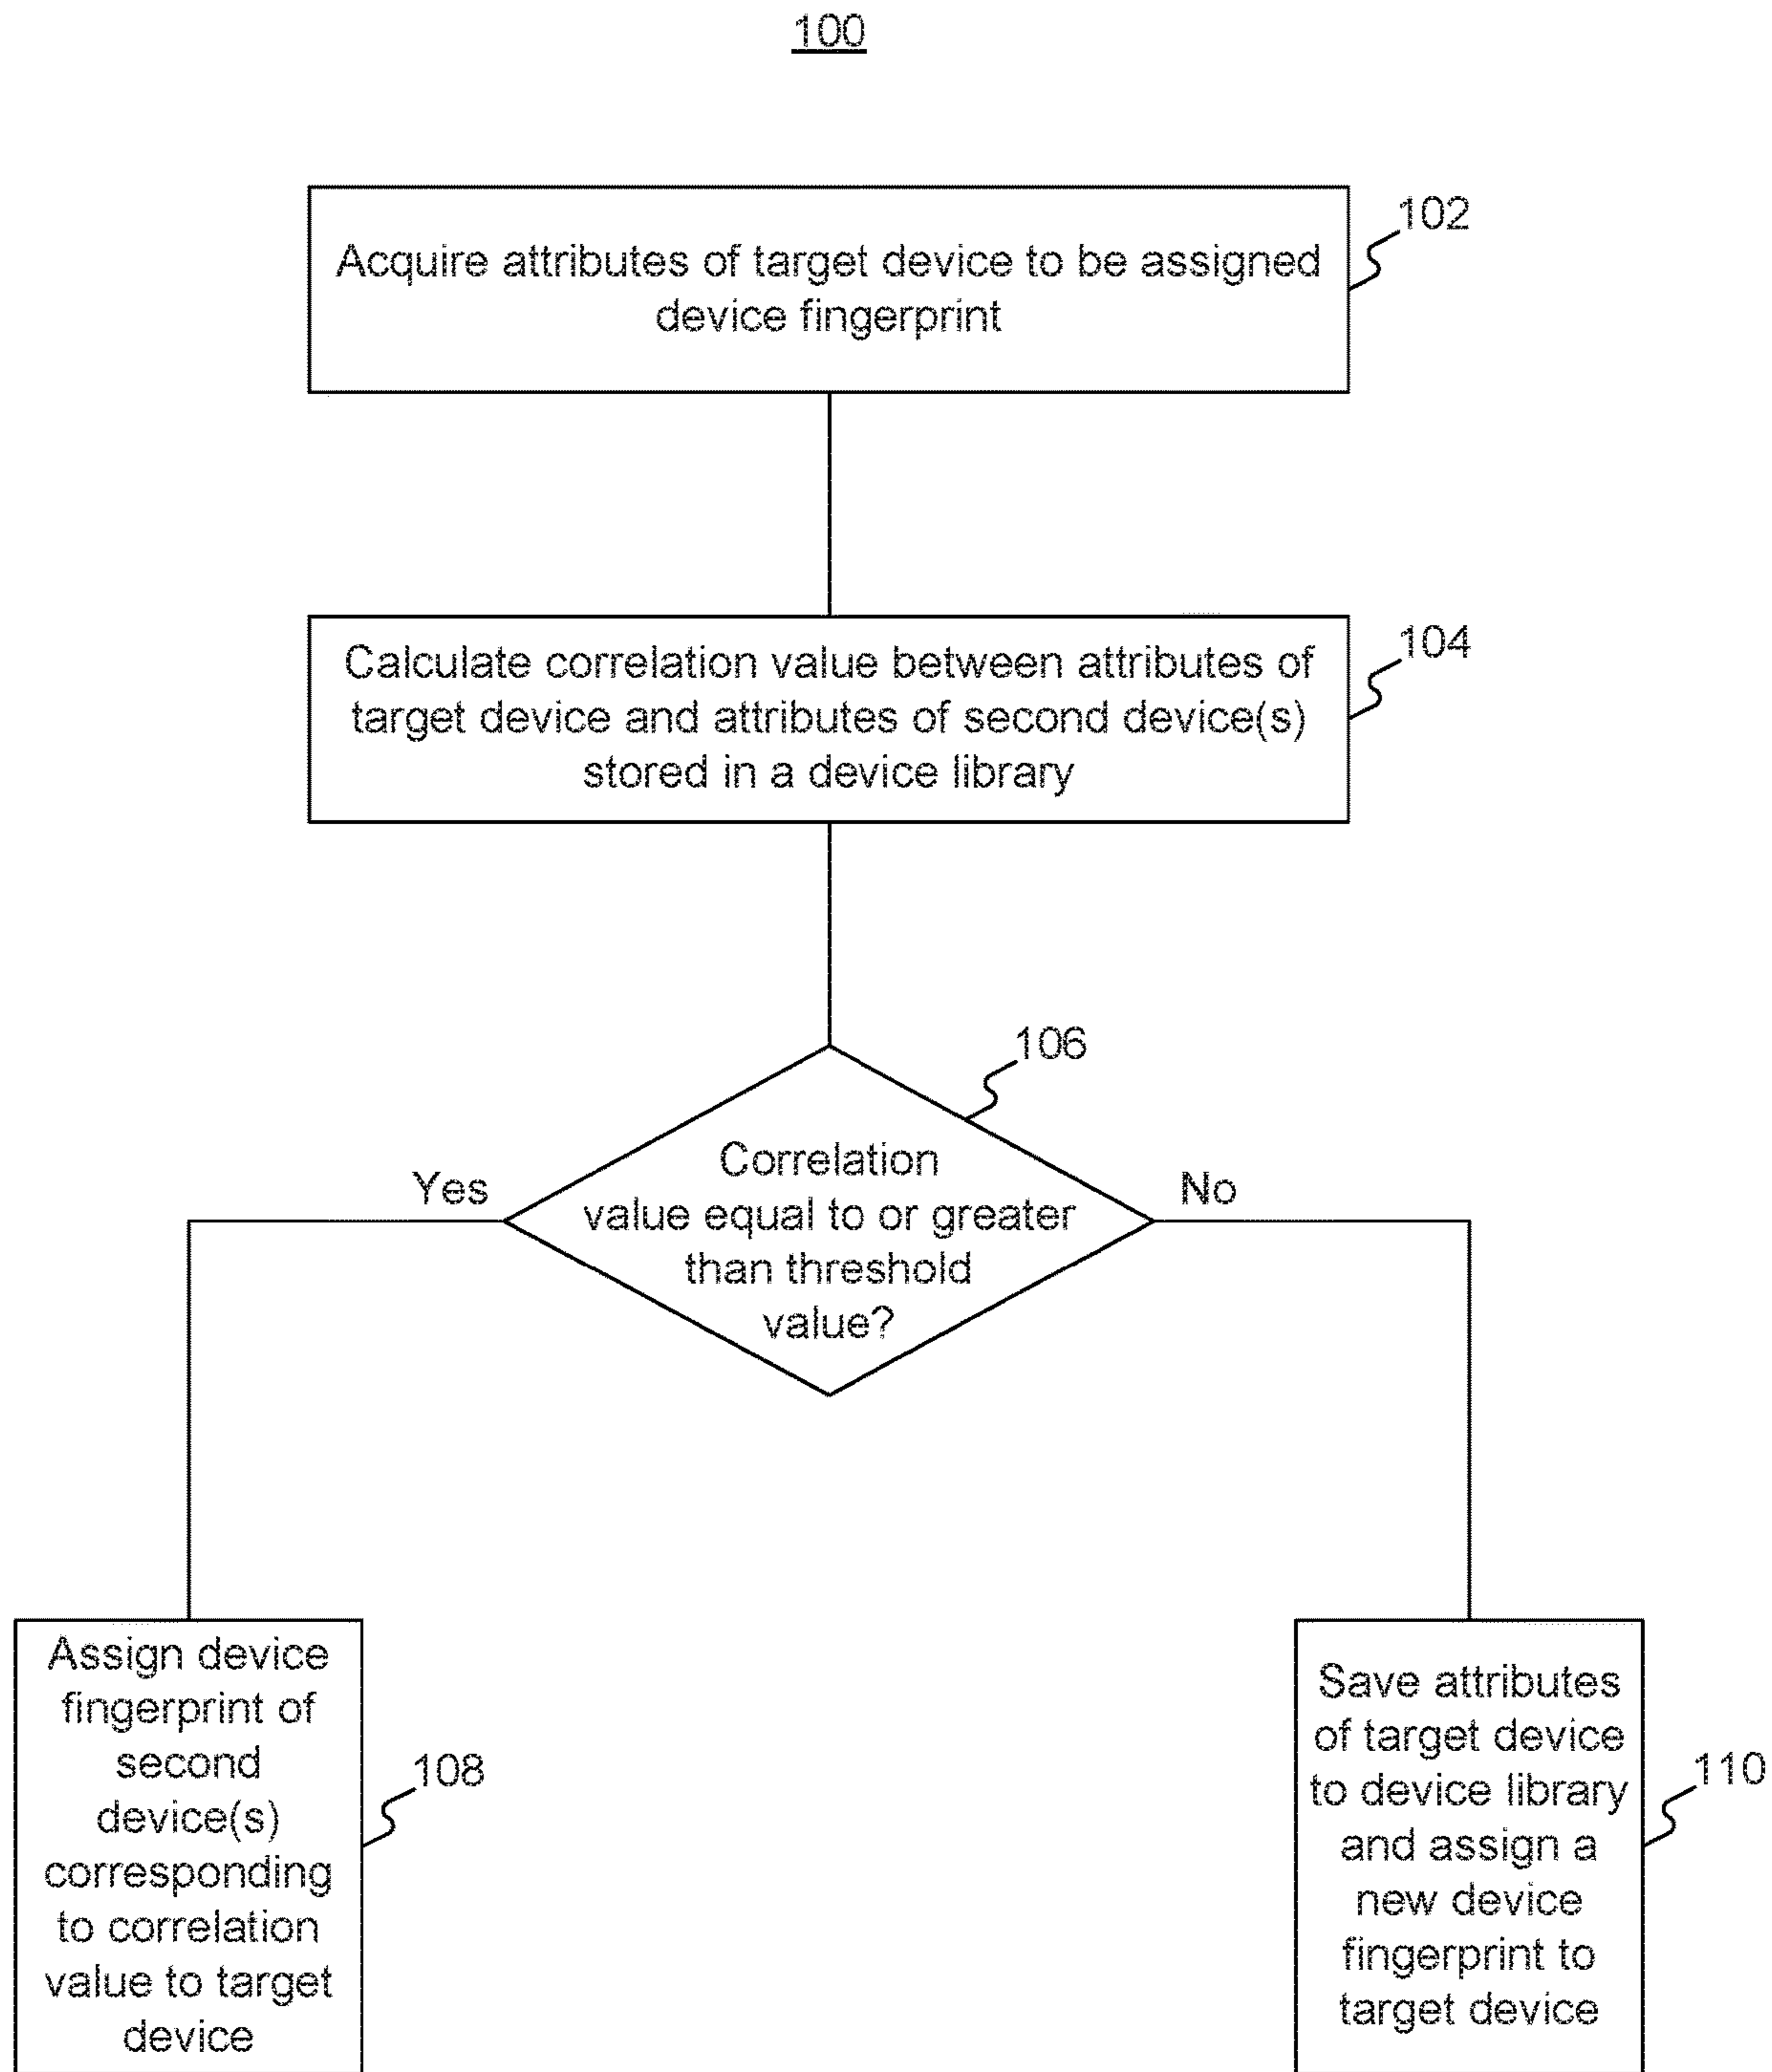 100
102
Acquire attributes of target device to be assigned
device fingerprint
104
Calculate correlation value between attributes of
target device and attributes of second device(s)
stored in a device library
106
Correlation
value equal to or greater
than threshold
value?
Yes
No
Assign device
fingerprint of
second
device(s)
corresponding
to correlation
value to target
device
108
Save attributes
of target device
to device library
and assign a
new device
fingerprint to
target device
110